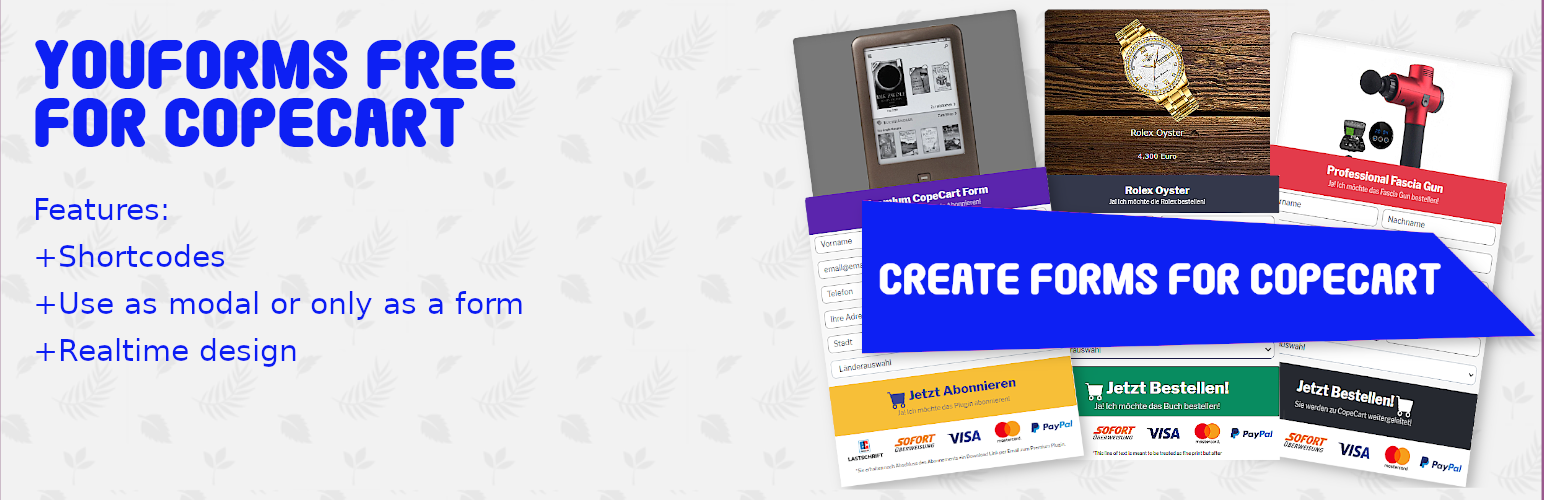 YOUFORMS FREE
FOR COPECART
Features:
+Shortcodes
+Use as modal or only as a form
+Realtime design
CREATE FORMS FOR COPECART
CopeCart Form
Vorname
Telefon
Stadt
Länderauswahl
Jetzt Abonnieren
Ja! Ich möchte das Plugin abonnieren!
LASTSCHRIFT
SOFORT
ÜBERWEISUNG
VISA
mastercard
PayPal
Rolex Oyster
4.300 Euro
Rolex Oyster
Ja! Ich möchte die Rolex bestellen!
Jetzt Bestellen!
Ja! Ich möchte das Buch bestellen!
SOFORT
ÜBERWEISUNG
VISA
mastercard
PayPal
Professional Fascia Gun
Ja! Ich möchte das Fascia Gun bestellen!
Nachname
Jetzt Bestellen!
Sie werden zu CopeCart weitergeleitet!
SOFORT
ÜBERWEISUNG
VISA
mastercard
PayPal